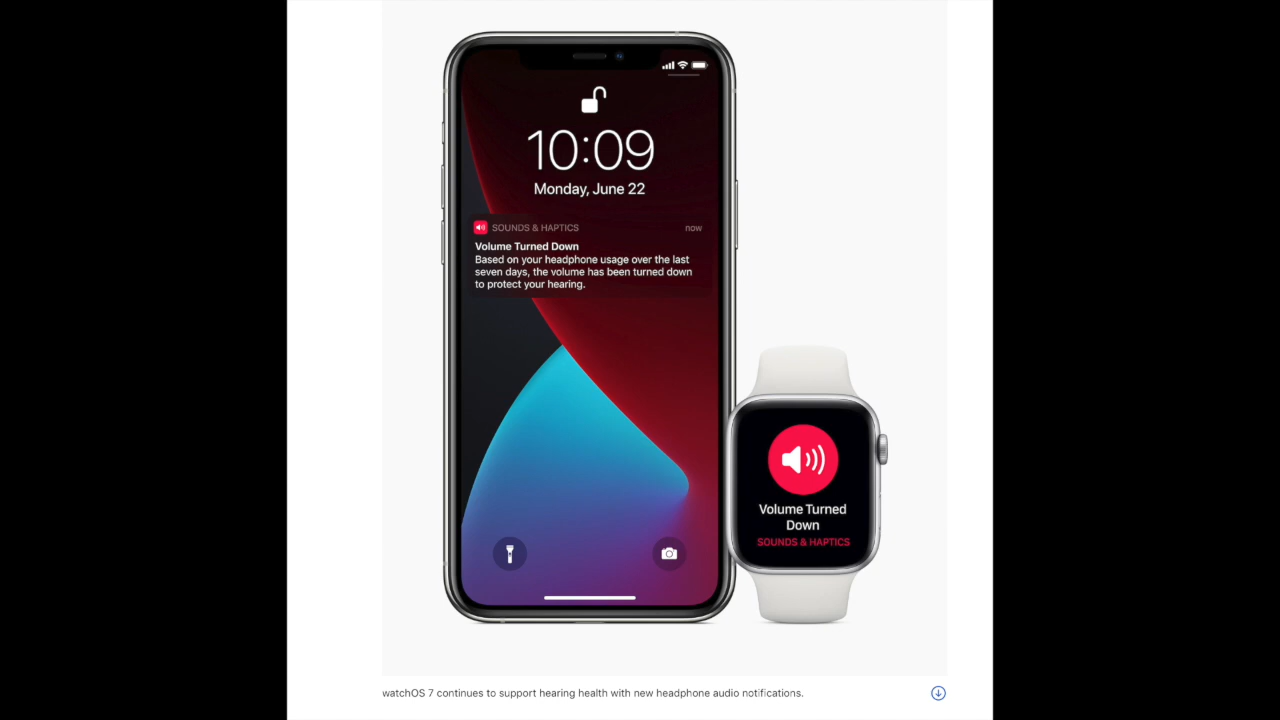 10:09
Monday, June 22
SOUNDS & HAPTICS now
Volume Turned Down
Based on your headphone usage over the last
seven days, the volume has been turned down
to protect your hearing.
Volume Turned
Down
SOUNDS & HAPTICS
watchOS 7 continues to support hearing health with new headphone audio notifications.